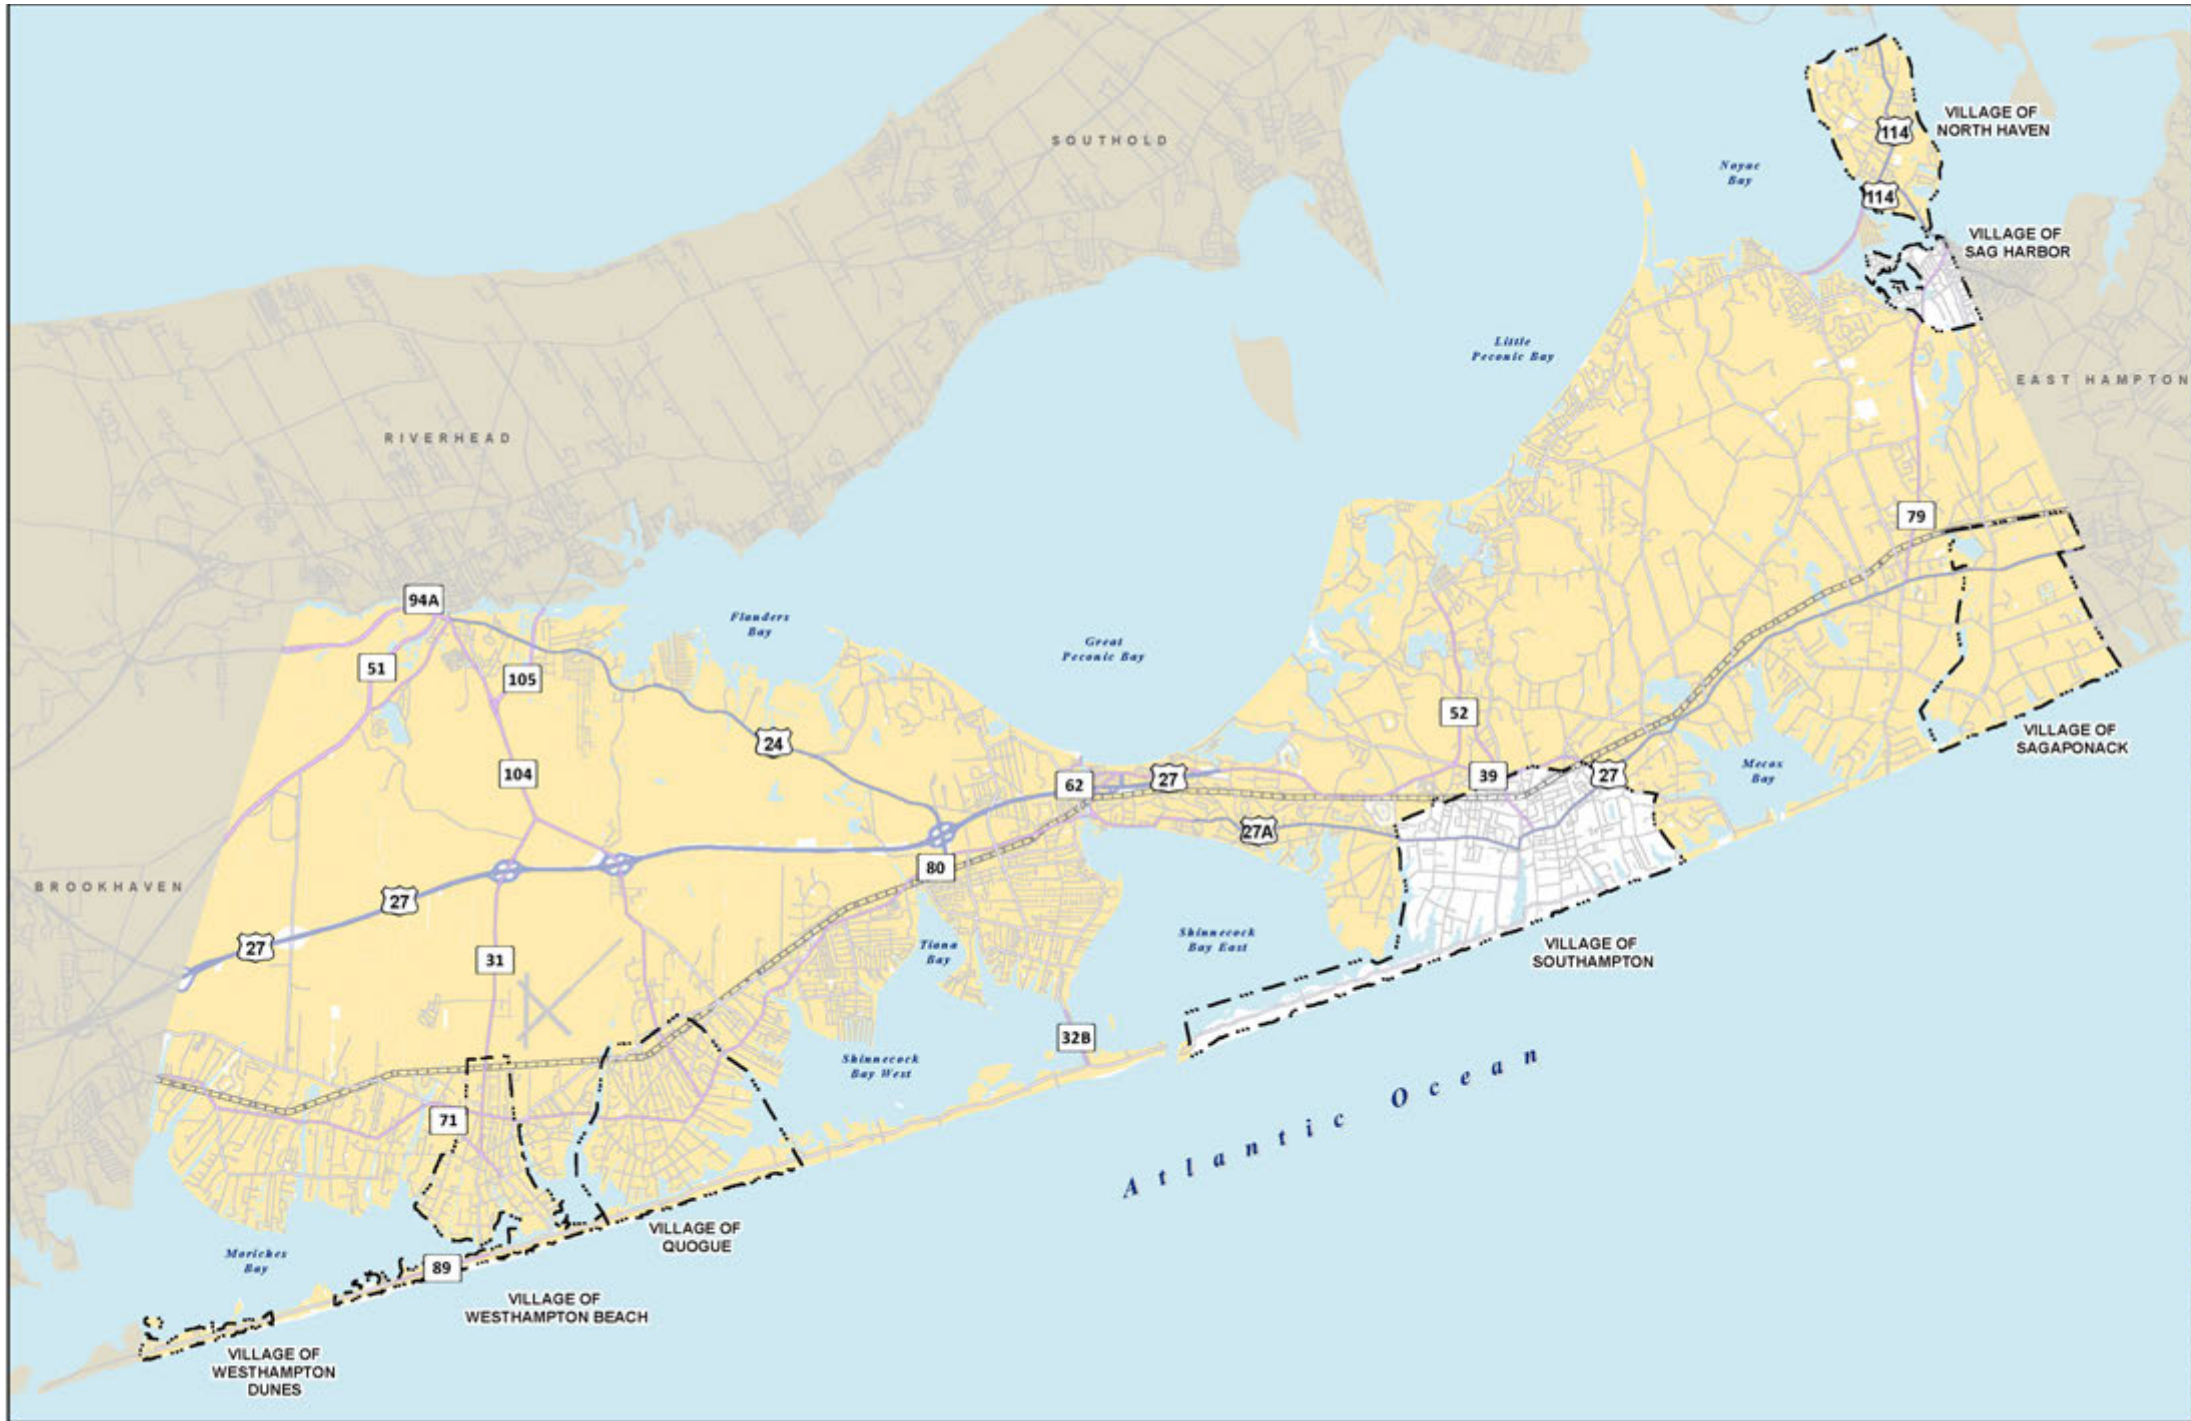 VILLAGE OF
NORTH HAVEN
114
SOUTHOLD
Noyac
Bay
114
VILLAGE OF
SAG HARBOR
Little
Peconic Bay
EAST HAMPTON
RIVERHEAD
79
94A
Flanders
Bay
Great
Peconic Bay
51
105
52
24
VILLAGE OF
SAGAPONACK
104
62
27
39
27
Mecox
Bay
27A
80
BROOKHAVEN
27
27
31
Tiana
Bay
Shinnecock
Bay East
VILLAGE OF
SOUTHAMPTON
32B
Shinnecock
Bay West
Atlantic Ocean
71
VILLAGE OF
QUOGUE
Moriches
Bay
89
VILLAGE OF
WESTHAMPTON BEACH
VILLAGE OF
WESTHAMPTON
DUNES